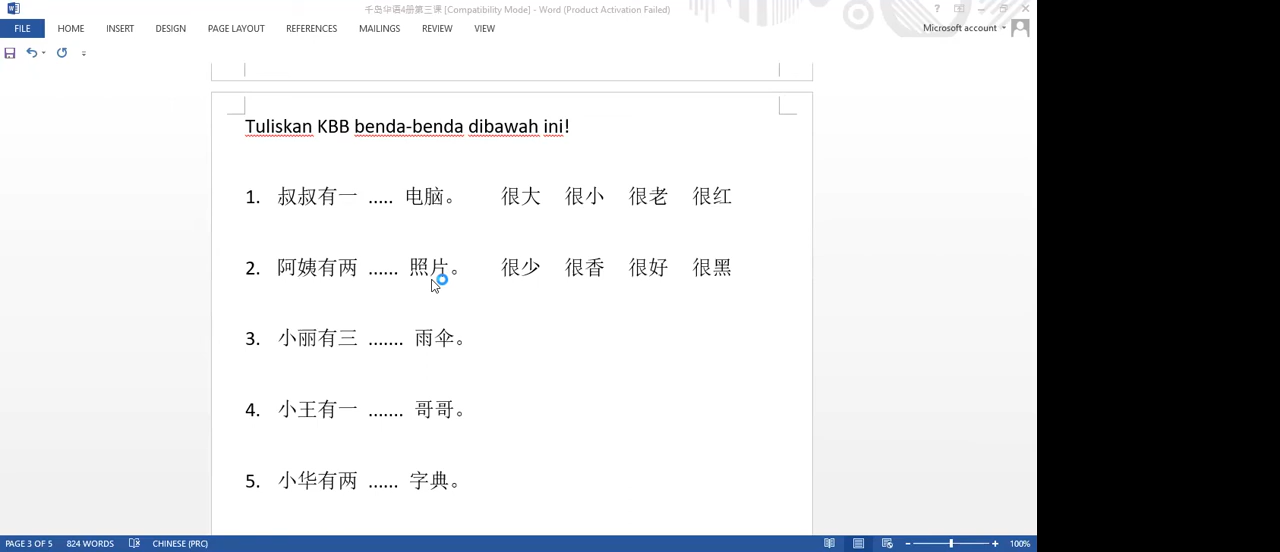 千岛华语4册第三课 [Compatibility Mode] - Word (Product Activation Failed)
FILE HOME INSERT DESIGN PAGE LAYOUT REFERENCES MAILINGS REVIEW VIEW Microsoft account
Tuliskan KBB benda-benda dibawah ini!
1. 叔叔有一 ..... 电脑。 很大 很小 很老 很红
2. 阿姨有两 ...... 照片。 很少 很香 很好 很黑
3. 小丽有三 ....... 雨伞。
4. 小王有一 ....... 哥哥。
5. 小华有两 ...... 字典。
PAGE 3 OF 5 824 WORDS CHINESE (PRC) 100%